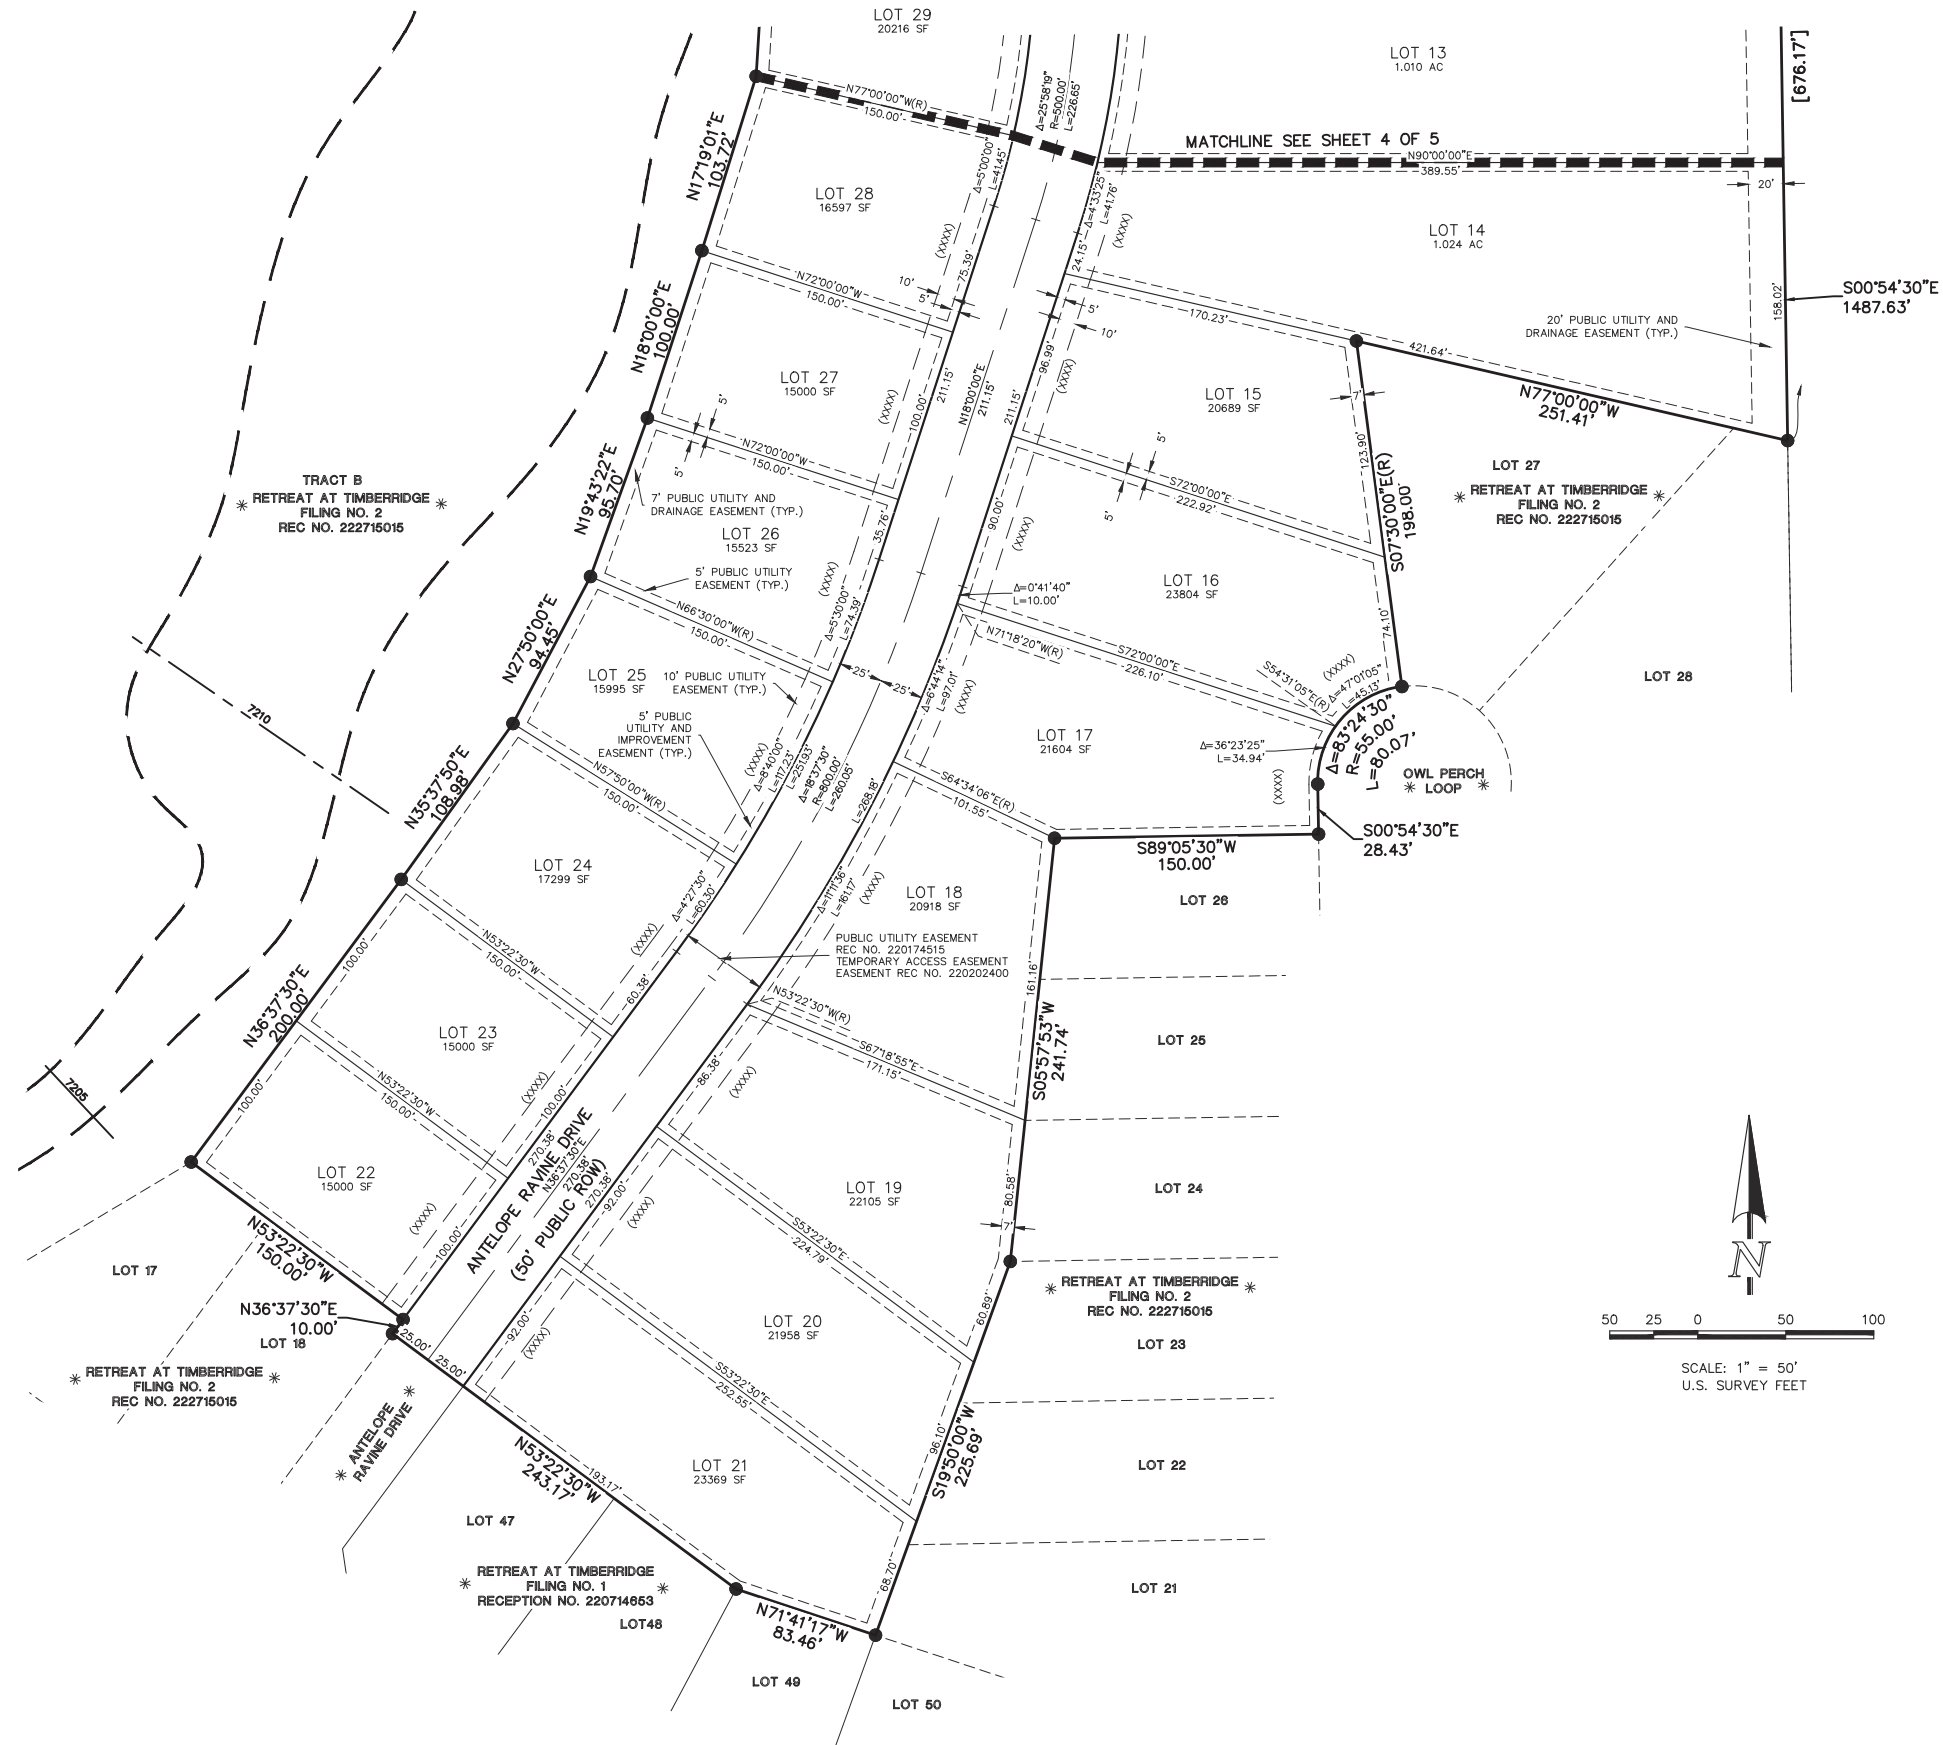 LOT 29
20216 SF
LOT 13
1.010 AC
[676.17']
N77°00'00"W(R)
150.00'
Δ=25°58'19"
R=500.00'
L=226.65'
MATCHLINE SEE SHEET 4 OF 5
N90°00'00"E
389.55'
20'
N17°19'01"E
103.72'
LOT 28
16597 SF
Δ=5°00'00"
L=41.45'
75.39'
(XXXX)
Δ=4°33'25"
L=41.76'
24.15'
(XXXX)
LOT 14
1.024 AC
S00°54'30"E
1487.63'
158.02'
20' PUBLIC UTILITY AND
DRAINAGE EASEMENT (TYP.)
N72°00'00"W
150.00'
10'
5'
5'
10'
170.23'
421.64'
N77°00'00"W
251.41'
N18°00'00"E
100.00'
LOT 27
15000 SF
(XXXX)
100.00'
211.15'
N18°00'00"E
211.15'
211.15'
96.99'
(XXXX)
LOT 15
20689 SF
7'
123.90'
S07°30'00"E(R)
198.00'
5'
5'
N72°00'00"W
150.00'
5'
5'
S72°00'00"E
222.92'
LOT 27
RETREAT AT TIMBERRIDGE
FILING NO. 2
REC NO. 222715015
TRACT B
RETREAT AT TIMBERRIDGE
FILING NO. 2
REC NO. 222715015
N19°43'22"E
95.70'
7' PUBLIC UTILITY AND
DRAINAGE EASEMENT (TYP.)
LOT 26
15523 SF
35.76'
90.00'
(XXXX)
5' PUBLIC UTILITY
EASEMENT (TYP.)
(XXXX)
Δ=5°30'00"
L=74.39'
LOT 16
23804 SF
Δ=0°41'40"
L=10.00'
74.10'
N66°30'00"W(R)
150.00'
N71°18'20"W(R)
S72°00'00"E
226.10'
S54°31'05"E(R)
(XXXX)
Δ=47°01'05"
L=45.13'
LOT 28
N27°50'00"E
94.45'
LOT 25
15995 SF
10' PUBLIC UTILITY
EASEMENT (TYP.)
25'
25'
Δ=6°44'14"
L=97.01'
(XXXX)
5' PUBLIC
UTILITY AND
IMPROVEMENT
EASEMENT (TYP.)
(XXXX)
Δ=8°40'00"
L=117.23'
L=251.93'
Δ=18°37'30"
R=800.00'
L=260.05'
L=268.18'
LOT 17
21604 SF
Δ=36°23'25"
L=34.94'
(XXXX)
Δ=83°24'30"
R=55.00'
L=80.07'
OWL PERCH
LOOP
7210
N57°50'00"W(R)
150.00'
S64°34'06"E(R)
101.55'
S00°54'30"E
28.43'
S89°05'30"W
150.00'
N35°37'50"E
108.98'
LOT 24
17299 SF
Δ=4°27'30"
L=60.30'
(XXXX)
Δ=11°11'36"
L=161.17'
(XXXX)
LOT 18
20918 SF
LOT 26
PUBLIC UTILITY EASEMENT
REC NO. 220174515
TEMPORARY ACCESS EASEMENT
EASEMENT REC NO. 220202400
161.16'
N53°22'30"W
150.00'
60.38'
N53°22'30"W(R)
100.00'
N36°37'30"E
200.00'
LOT 23
15000 SF
(XXXX)
100.00'
86.38'
(XXXX)
S67°18'55"E
171.15'
S05°57'53"W
241.74'
LOT 25
7205
100.00'
N53°22'30"W
150.00'
270.38'
ANTELOPE RAVINE DRIVE
N36°37'30"E
270.38'
(50' PUBLIC ROW)
270.38'
92.00'
(XXXX)
LOT 22
15000 SF
(XXXX)
100.00'
LOT 19
22105 SF
80.58'
7'
LOT 24
S53°22'30"E
224.79'
LOT 17
N53°22'30"W
150.00'
RETREAT AT TIMBERRIDGE
FILING NO. 2
REC NO. 222715015
N36°37'30"E
10.00'
LOT 18
25.00'
25.00'
92.00'
(XXXX)
LOT 20
21958 SF
60.89'
LOT 23
RETREAT AT TIMBERRIDGE
FILING NO. 2
REC NO. 222715015
S53°22'30"E
252.55'
ANTELOPE
RAVINE DRIVE
96.10'
S19°50'00"W
225.69'
N53°22'30"W
243.17'
193.17'
LOT 21
23369 SF
LOT 22
LOT 47
RETREAT AT TIMBERRIDGE
FILING NO. 1
RECEPTION NO. 220714653
LOT48
68.70'
LOT 21
N71°41'17"W
83.46'
LOT 49
LOT 50
N
50 25 0 50 100
SCALE: 1" = 50'
U.S. SURVEY FEET